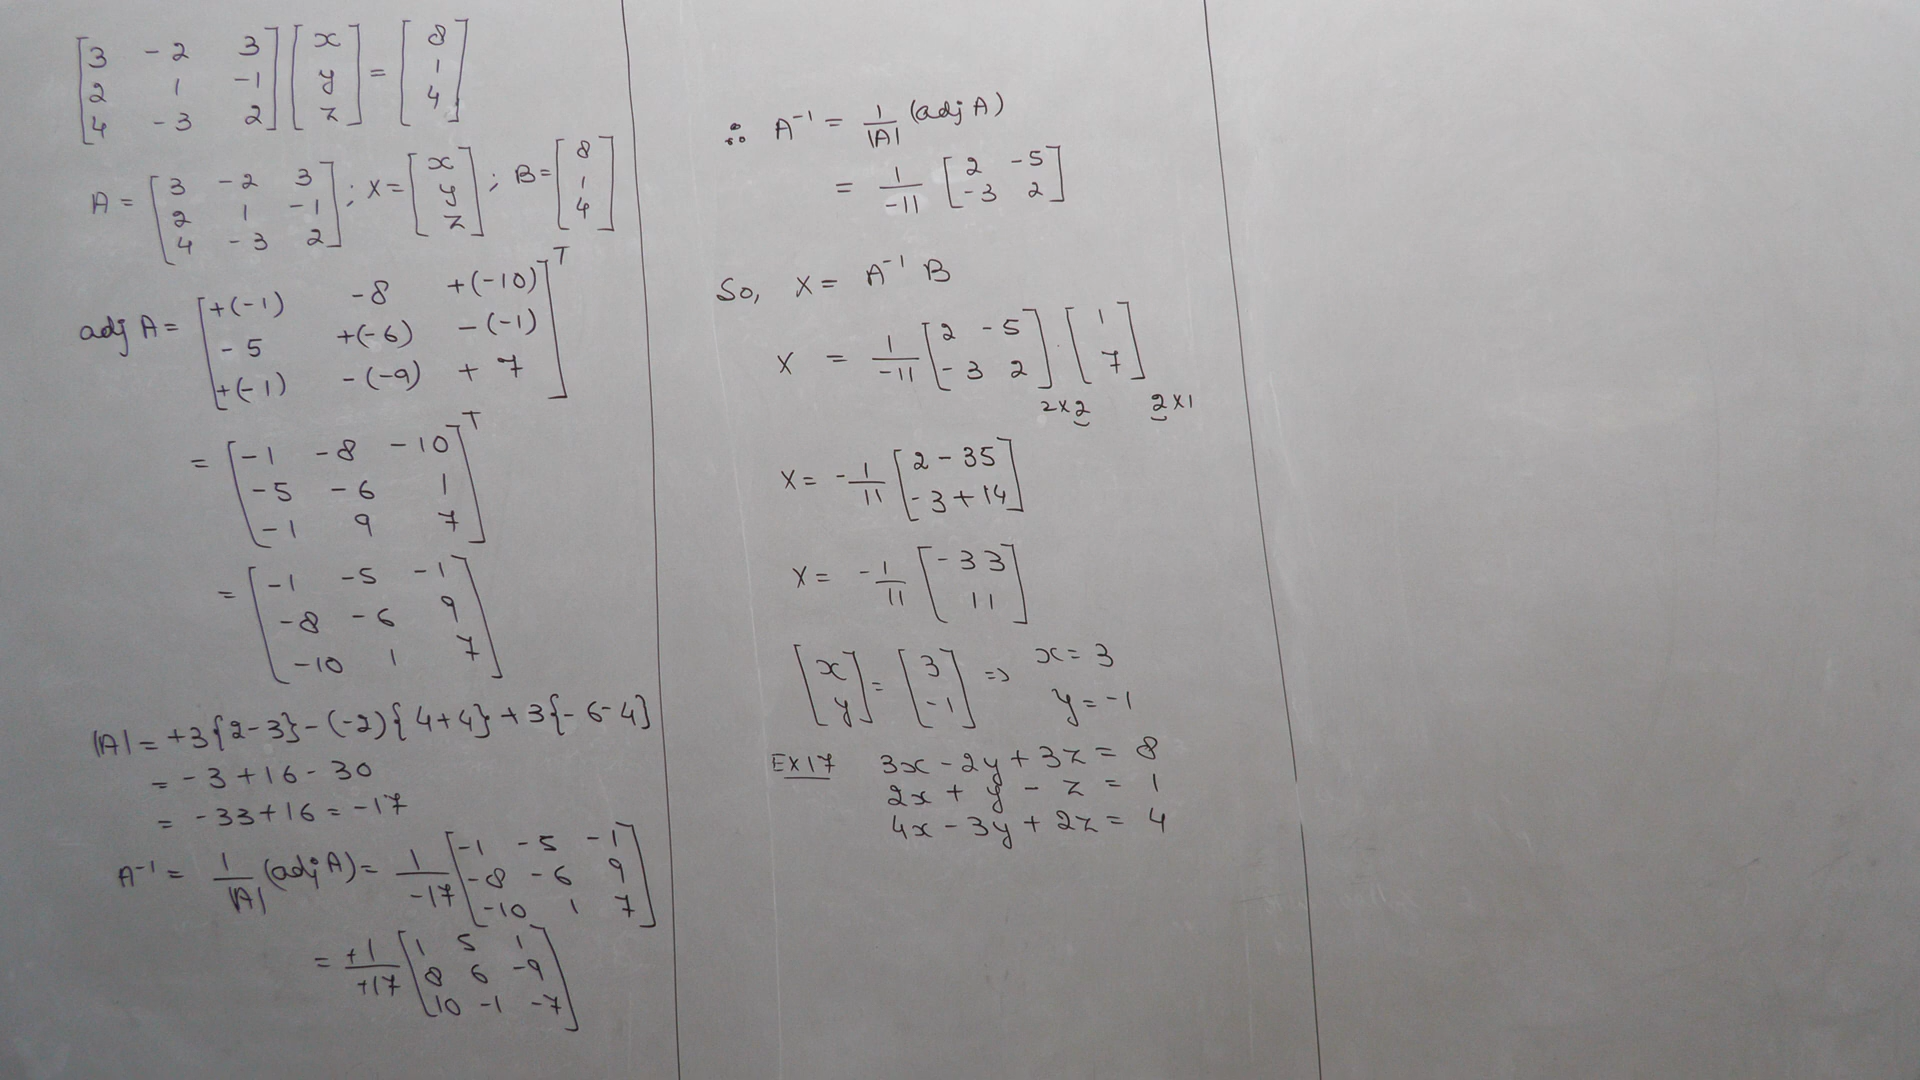 [3 -2 3] [x] = [8]
[2 1 -1] [y] [1]
[4 -3 2] [z] [4]
A = [3 -2 3] ; X = [x] ; B = [8]
[2 1 -1] [y] [1]
[4 -3 2] [z] [4]
adj A = [+(-1) -8 +(-10)]ᵀ
[-5 +(-6) -(-1)]
[+(-1) -(-9) +7]
= [-1 -8 -10]ᵀ
[-5 -6 1]
[-1 9 7]
= [-1 -5 -1]
[-8 -6 9]
[-10 1 7]
|A| = +3{2-3} -(-2){4+4} +3{-6-4}
= -3+16-30
= -33+16 = -17
A⁻¹ = 1/|A| (adj A) = 1/-17 [-1 -5 -1]
[-8 -6 9]
[-10 1 7]
= +1/+17 [1 5 1]
[8 6 -9]
[10 -1 -7]
∴ A⁻¹ = 1/|A| (adj A)
= 1/-11 [2 -5]
[-3 2]
So, X = A⁻¹ B
X = 1/-11 [2 -5] . [1]
[-3 2] [7]
2x2 2x1
X = -1/11 [2-35]
[-3+14]
X = -1/11 [-33]
[11]
[x] = [3] => x = 3
[y] [-1] y = -1
EX17 3x - 2y + 3z = 8
2x + y - z = 1
4x - 3y + 2z = 4